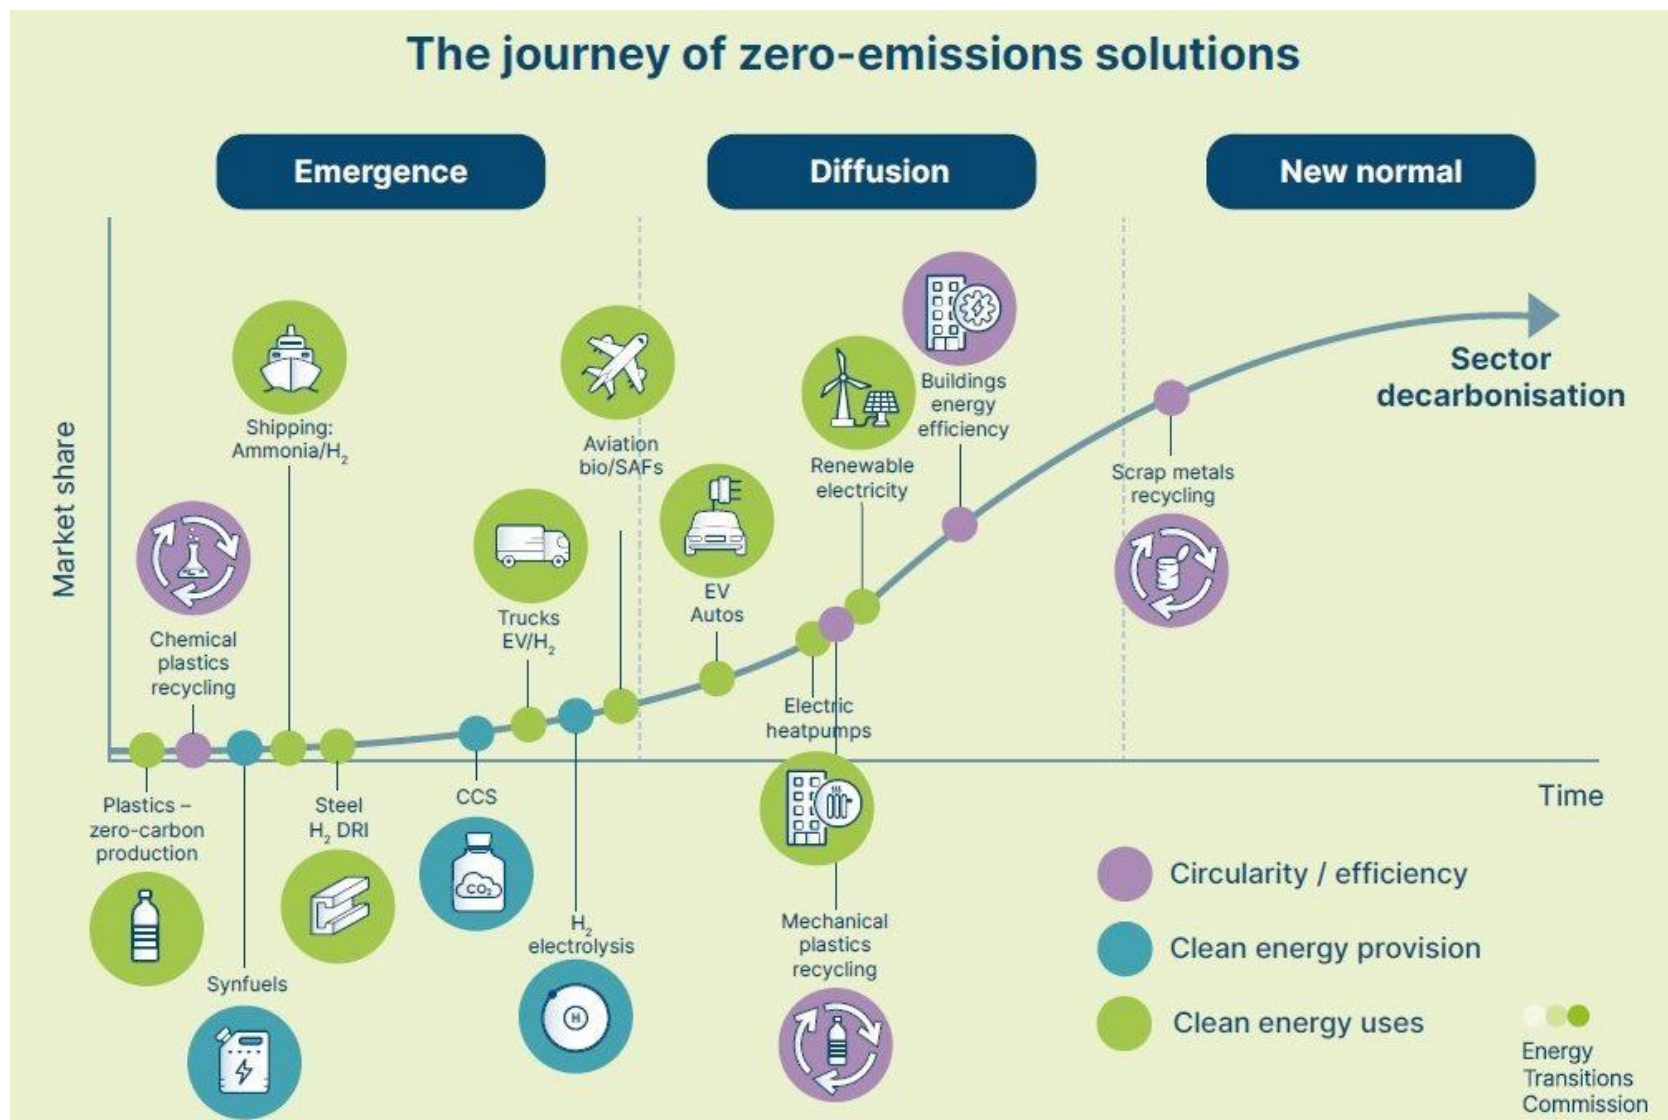 The journey of zero-emissions solutions
Emergence
Diffusion
New normal
Market share
Shipping:
Ammonia/H₂
Chemical
plastics
recycling
Trucks
EV/H₂
Aviation
bio/SAFs
EV
Autos
Renewable
electricity
Buildings
energy
efficiency
Scrap metals
recycling
Sector
decarbonisation
Plastics –
zero-carbon
production
Synfuels
Steel
H₂ DRI
CCS
CO₂
H₂
electrolysis
H
Electric
heatpumps
Mechanical
plastics
recycling
Time
Circularity / efficiency
Clean energy provision
Clean energy uses
Energy
Transitions
Commission